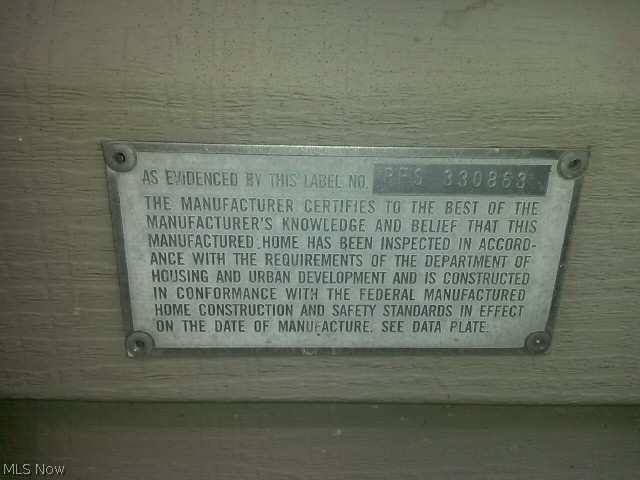 AS EVIDENCED BY THIS LABEL NO. PFS 330863
THE MANUFACTURER CERTIFIES TO THE BEST OF THE
MANUFACTURER'S KNOWLEDGE AND BELIEF THAT THIS
MANUFACTURED HOME HAS BEEN INSPECTED IN ACCORD-
ANCE WITH THE REQUIREMENTS OF THE DEPARTMENT OF
HOUSING AND URBAN DEVELOPMENT AND IS CONSTRUCTED
IN CONFORMANCE WITH THE FEDERAL MANUFACTURED
HOME CONSTRUCTION AND SAFETY STANDARDS IN EFFECT
ON THE DATE OF MANUFACTURE. SEE DATA PLATE.
MLS Now